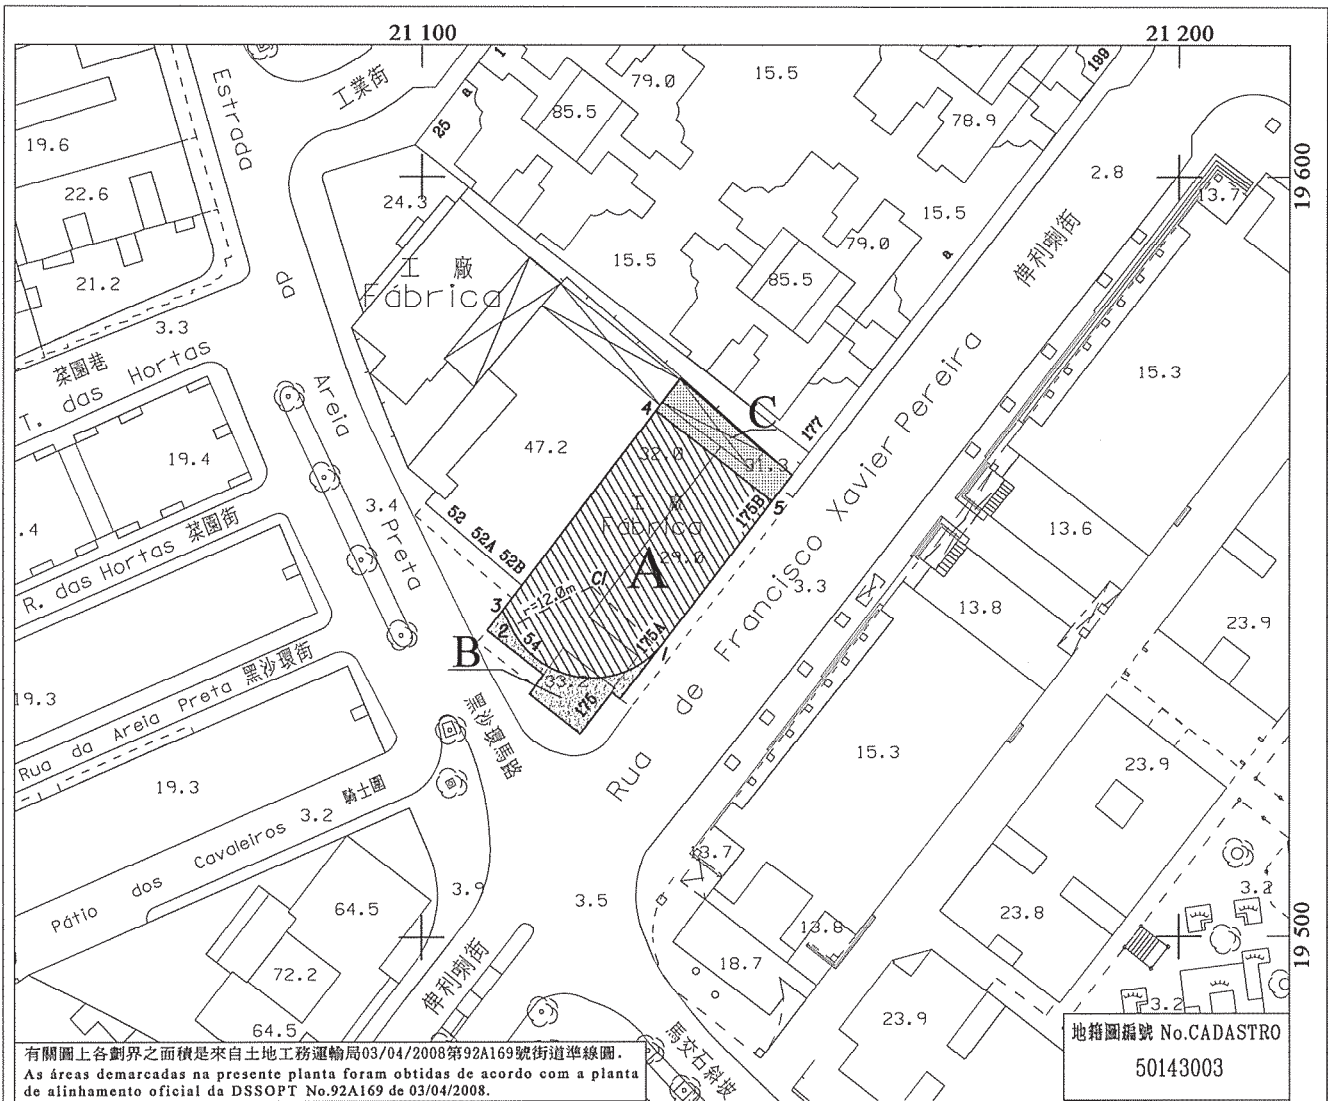 21 100
21 200
19 600
19 500
Estrada
da
Areia
Preta
工業街
25
a
1
79.0
15.5
85.5
78.9
199
2.8
13.7
19.6
22.6
21.2
3.3
24.3
工 廠
Fábrica
15.5
79.0
15.5
85.5
a
俾利喇街
菜園巷
T. das Hortas
19.4
47.2
4
C
32.0
31.3
177
工 廠
Fábrica
175B
5
29.0
A
15.3
3.4
52 52A 52B
Cl
=12.0m
3
2
54
175A
1
B
33.2
175
.4
R. das Hortas 菜園街
Rua de Francisco Xavier Pereira
3.3
13.6
13.8
23.9
19.3
Rua da Areia Preta 黑沙環街
黑沙環馬路
15.3
23.9
19.3
Pátio dos Cavaleiros 3.2 騎士園
13.7
3.9
3.5
64.5
72.2
64.5
俾利喇街
13.8
18.7
23.8
3.2
23.9
3.2
馬交石斜坡
有關圖上各劃界之面積是來自土地工務運輸局03/04/2008第92A169號街道準線圖.
As áreas demarcadas na presente planta foram obtidas de acordo com a planta
de alinhamento oficial da DSSOPT No.92A169 de 03/04/2008.
地籍圖編號 No.CADASTRO
50143003